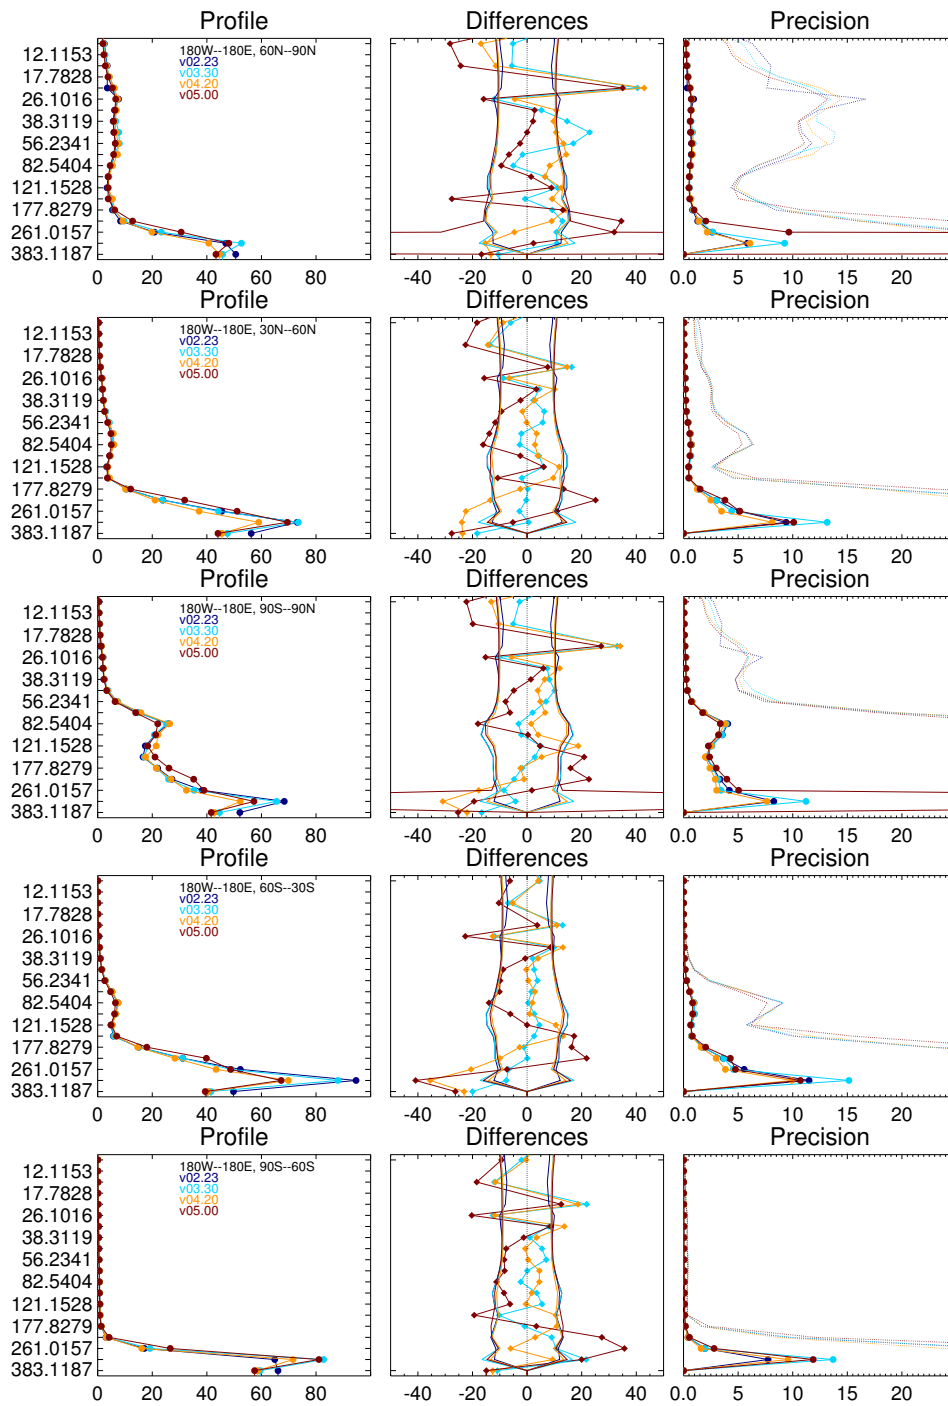 Profile Differences Precision
180W--180E, 60N--90N
v02.23
v03.30
v04.20
v05.00
12.1153
17.7828
26.1016
38.3119
56.2341
82.5404
121.1528
177.8279
261.0157
383.1187
0 20 40 60 80 -40 -20 0 20 40 0.0 5 10 15 20
Profile Differences Precision
180W--180E, 30N--60N
v02.23
v03.30
v04.20
v05.00
12.1153
17.7828
26.1016
38.3119
56.2341
82.5404
121.1528
177.8279
261.0157
383.1187
0 20 40 60 80 -40 -20 0 20 40 0.0 5 10 15 20
Profile Differences Precision
180W--180E, 90S--90N
v02.23
v03.30
v04.20
v05.00
12.1153
17.7828
26.1016
38.3119
56.2341
82.5404
121.1528
177.8279
261.0157
383.1187
0 20 40 60 80 -40 -20 0 20 40 0.0 5 10 15 20
Profile Differences Precision
180W--180E, 60S--30S
v02.23
v03.30
v04.20
v05.00
12.1153
17.7828
26.1016
38.3119
56.2341
82.5404
121.1528
177.8279
261.0157
383.1187
0 20 40 60 80 -40 -20 0 20 40 0.0 5 10 15 20
Profile Differences Precision
180W--180E, 90S--60S
v02.23
v03.30
v04.20
v05.00
12.1153
17.7828
26.1016
38.3119
56.2341
82.5404
121.1528
177.8279
261.0157
383.1187
0 20 40 60 80 -40 -20 0 20 40 0.0 5 10 15 20